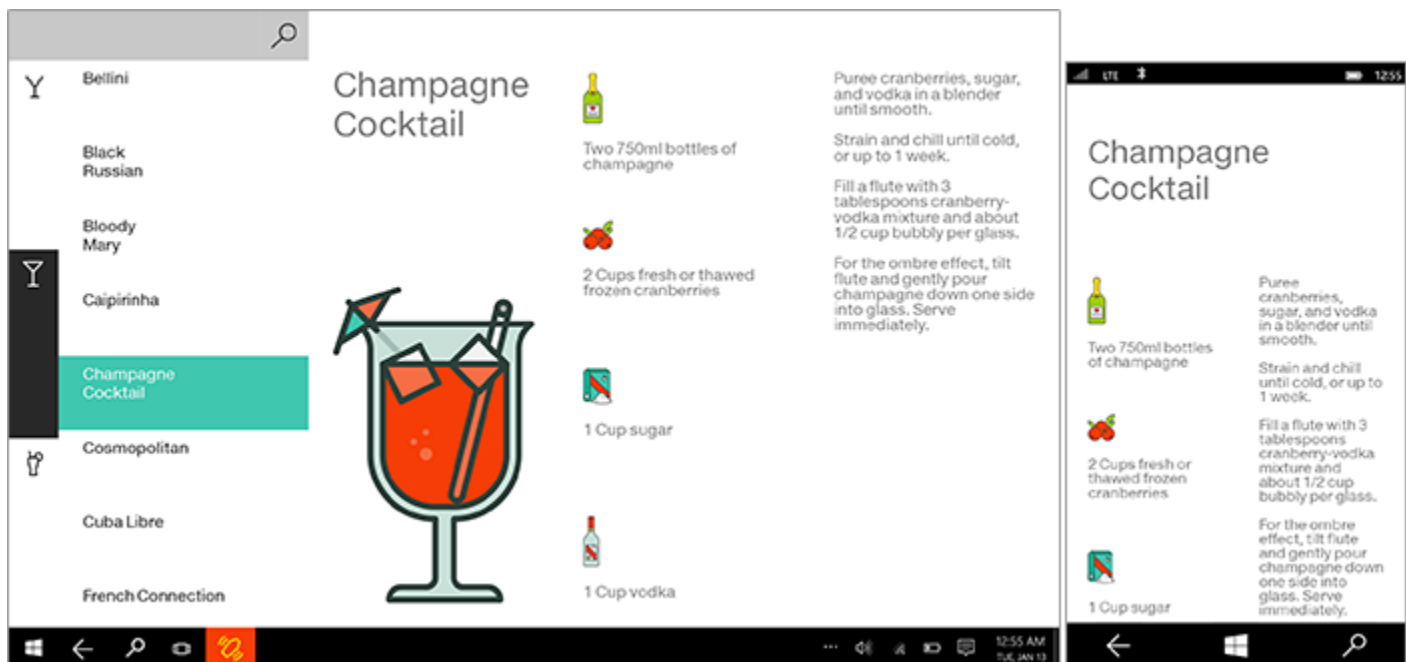 Bellini
Black
Russian
Bloody
Mary
Caipirinha
Champagne
Cocktail
Cosmopolitan
Cuba Libre
French Connection
Champagne
Cocktail
Two 750ml bottles of
champagne
2 Cups fresh or thawed
frozen cranberries
1 Cup sugar
1 Cup vodka
Puree cranberries, sugar,
and vodka in a blender
until smooth.
Strain and chill until cold,
or up to 1 week.
Fill a flute with 3
tablespoons cranberry-
vodka mixture and about
1/2 cup bubbly per glass.
For the ombre effect, tilt
flute and gently pour
champagne down one side
into glass. Serve
immediately.
12:55 AM
TUE, JAN 13
LTE
12:55
Champagne
Cocktail
Two 750ml bottles
of champagne
2 Cups fresh or
thawed frozen
cranberries
1 Cup sugar
Puree
cranberries,
sugar, and vodka
in a blender until
smooth.
Strain and chill
until cold, or up to
1 week.
Fill a flute with 3
tablespoons
cranberry-vodka
mixture and
about 1/2 cup
bubbly per glass.
For the ombre
effect, tilt flute
and gently pour
champagne down
one side into
glass. Serve
immediately.